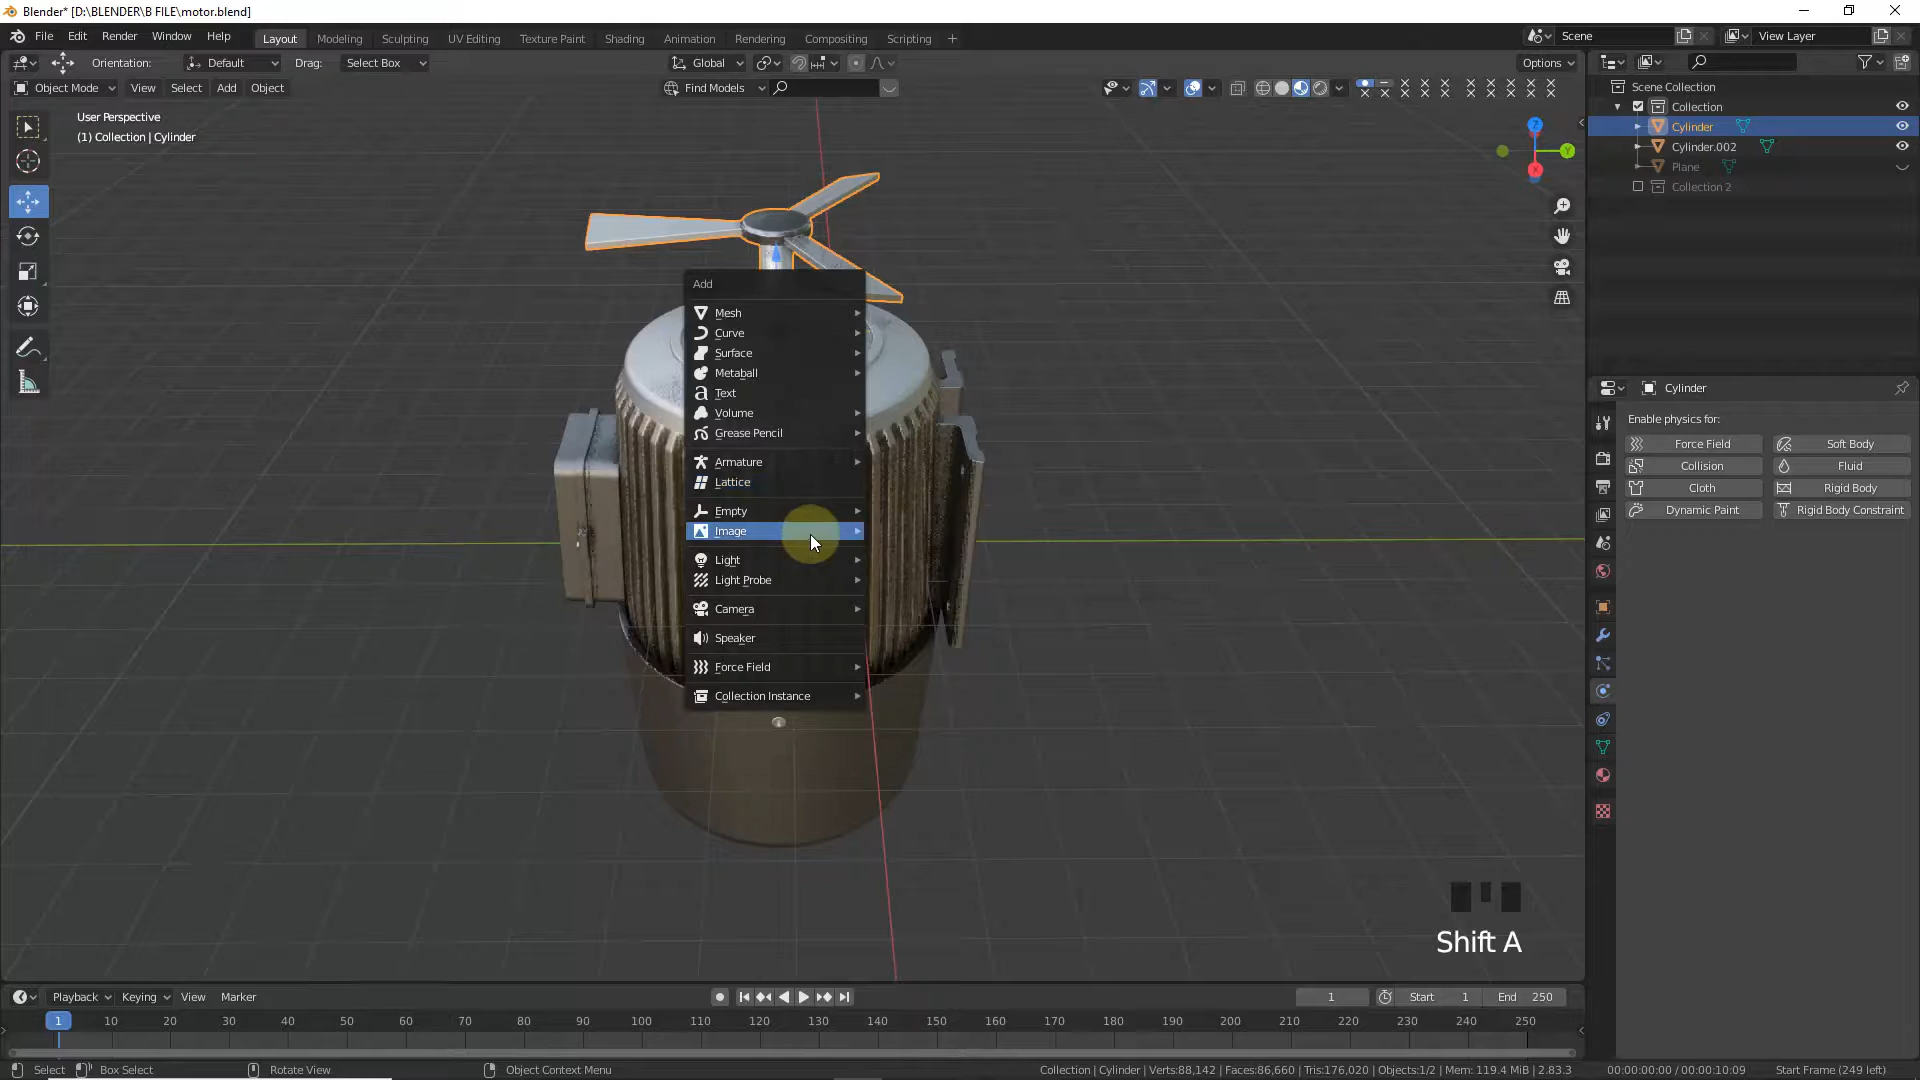 Blender* [D:\BLENDER\B FILE\motor.blend]
File Edit Render Window Help Layout Modeling Sculpting UV Editing Texture Paint Shading Animation Rendering Compositing Scripting Scene View Layer
Orientation: Default Drag: Select Box Global Options
Object Mode View Select Add Object Find Models
User Perspective
(1) Collection | Cylinder
Add
Mesh
Curve
Surface
Metaball
Text
Volume
Grease Pencil
Armature
Lattice
Empty
Image
Light
Light Probe
Camera
Speaker
Force Field
Collection Instance
Z
Y
X
Shift A
Scene Collection
Collection
Cylinder
Cylinder.002
Plane
Collection 2
Cylinder
Enable physics for:
Force Field Soft Body
Collision Fluid
Cloth Rigid Body
Dynamic Paint Rigid Body Constraint
Playback Keying View Marker 1 Start 1 End 250
1 10 20 30 40 50 60 70 80 90 100 110 120 130 140 150 160 170 180 190 200 210 220 230 240 250
Select Box Select Rotate View Object Context Menu Collection | Cylinder | Verts:88,142 | Faces:86,660 | Tris:176,020 | Objects:1/2 | Mem: 119.4 MiB | 2.83.3 00:00:00:00 / 00:00:10:09 Start Frame (249 left)